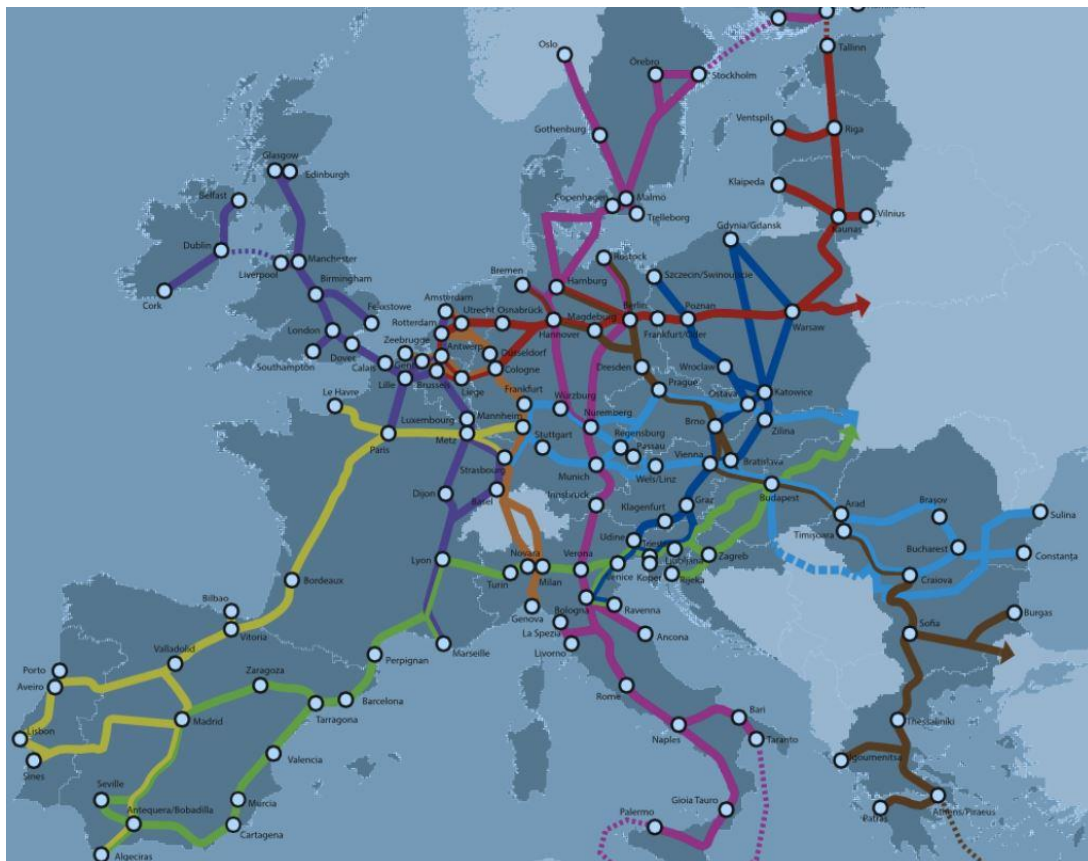 Oslo
Örebro
Stockholm
Tallinn
Gothenburg
Ventspils
Riga
Glasgow
Edinburgh
Klaipeda
Belfast
Copenhagen
Malmo
Trelleborg
Vilnius
Kaunas
Gdynia/Gdansk
Dublin
Liverpool
Manchester
Rostock
Szczecin/Swinoujscie
Bremen
Hamburg
Birmingham
Cork
Felixstowe
Amsterdam
Utrecht
Osnabrück
Magdeburg
Berlin
Poznan
Warsaw
London
Rotterdam
Hannover
Frankfurt/Oder
Zeebrugge
Antwerp
Southampton
Dover
Calais
Gent
Düsseldorf
Cologne
Dresden
Wroclaw
Lille
Brussels
Liege
Prague
Katowice
Ostava
Le Havre
Frankfurt
Würzburg
Luxembourg
Mannheim
Nuremberg
Brno
Zilina
Paris
Metz
Stuttgart
Regensburg
Passau
Strasbourg
Vienna
Bratislava
Munich
Wels/Linz
Dijon
Basel
Innsbruck
Graz
Budapest
Klagenfurt
Arad
Braşov
Sulina
Udine
Timişoara
Bucharest
Constanţa
Lyon
Novara
Verona
Trieste
Ljubljana
Zagreb
Turin
Milan
Venice
Koper
Rijeka
Craiova
Bordeaux
Bilbao
Genova
Bologna
Ravenna
Burgas
Vitoria
La Spezia
Ancona
Sofia
Marseille
Livorno
Valladolid
Perpignan
Porto
Aveiro
Zaragoza
Rome
Barcelona
Madrid
Tarragona
Bari
Thessaliniki
Lisbon
Naples
Taranto
Sines
Valencia
Igoumenitsa
Seville
Murcia
Gioia Tauro
Antequera/Bobadilla
Palermo
Athens/Piraeus
Patras
Cartagena
Algeciras